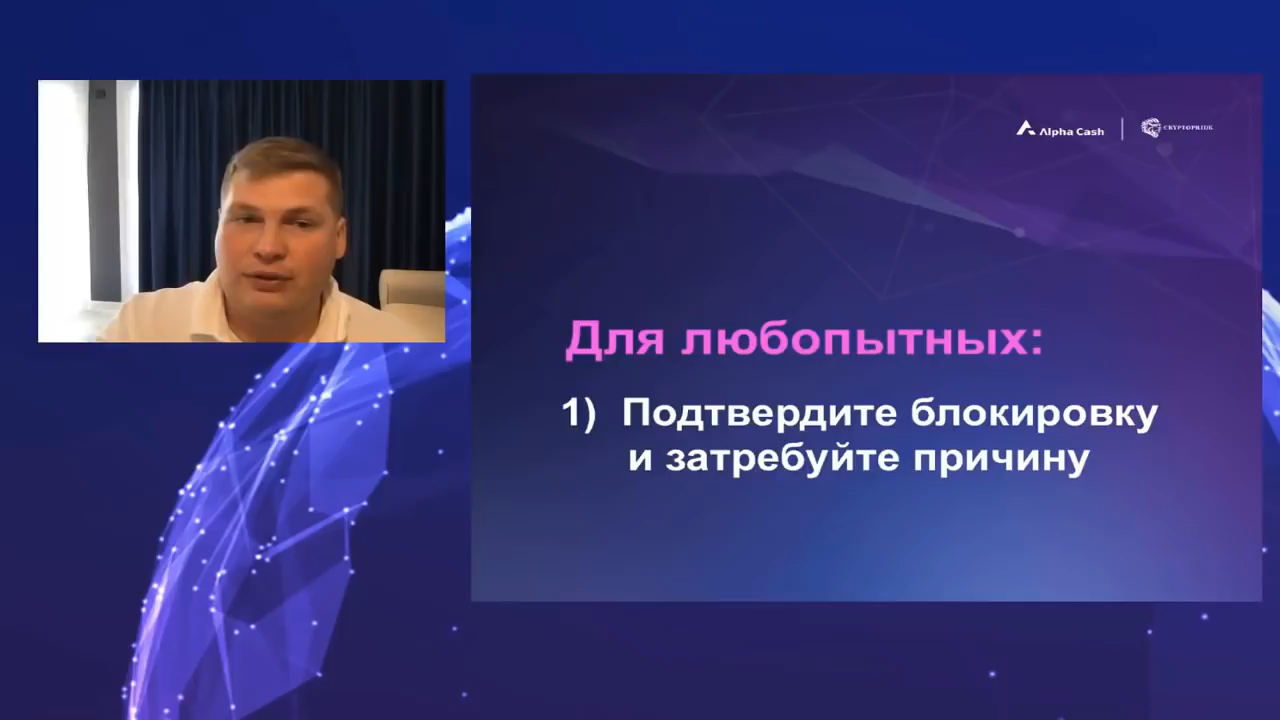 Alpha Cash
CRYPTOPRIDE
Для любопытных:
1) Подтвердите блокировку
и затребуйте причину